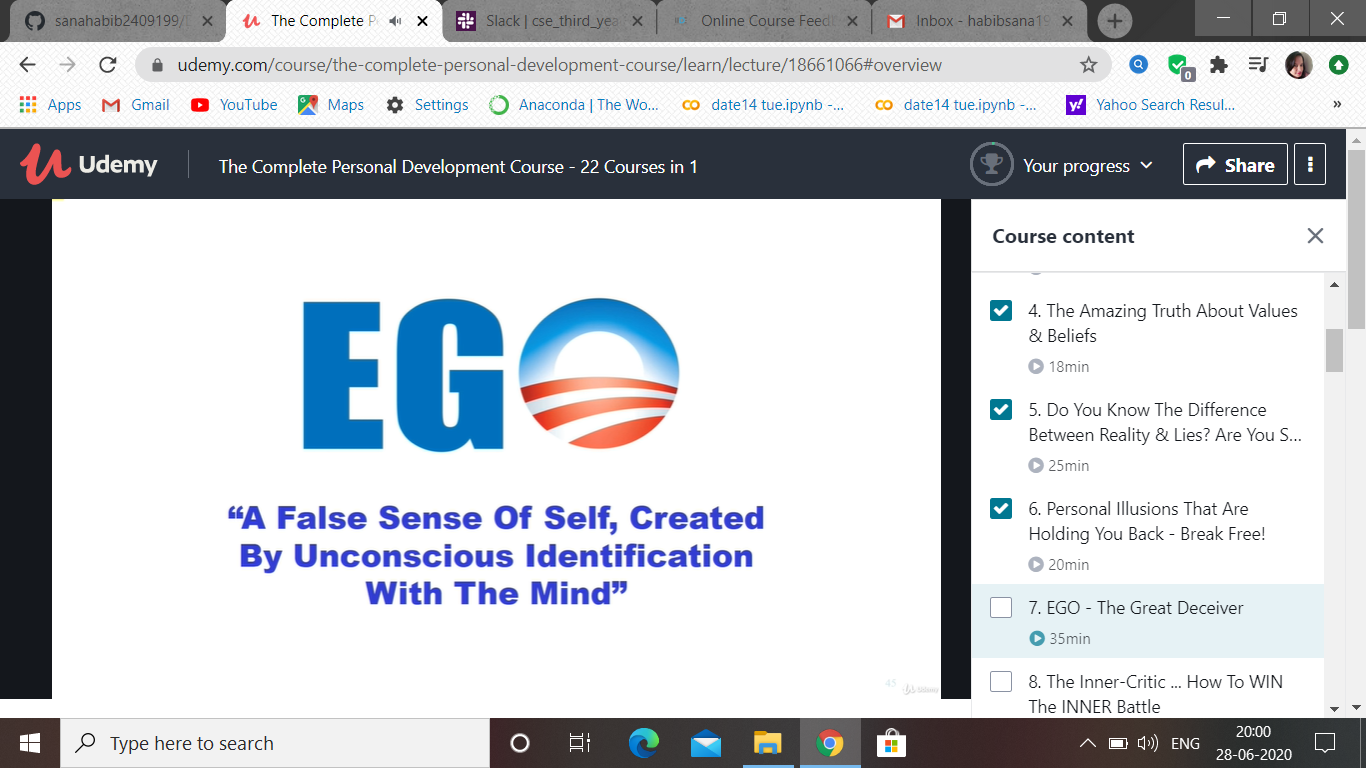 sanahabib2409199/
The Complete P
Slack | cse_third_yea
Online Course Feed
Inbox - habibsana19
udemy.com/course/the-complete-personal-development-course/learn/lecture/18661066#overview
0
Apps
Gmail
YouTube
Maps
Settings
Anaconda | The Wo...
date14 tue.ipynb -...
date14 tue.ipynb -...
Yahoo Search Resul...
»
Udemy
The Complete Personal Development Course - 22 Courses in 1
Your progress
Share
EGO
“A False Sense Of Self, Created
By Unconscious Identification
With The Mind”
45
Udemy
Course content
4. The Amazing Truth About Values
& Beliefs
18min
5. Do You Know The Difference
Between Reality & Lies? Are You S...
25min
6. Personal Illusions That Are
Holding You Back - Break Free!
20min
7. EGO - The Great Deceiver
35min
8. The Inner-Critic ... How To WIN
The INNER Battle
Type here to search
ENG
20:00
28-06-2020